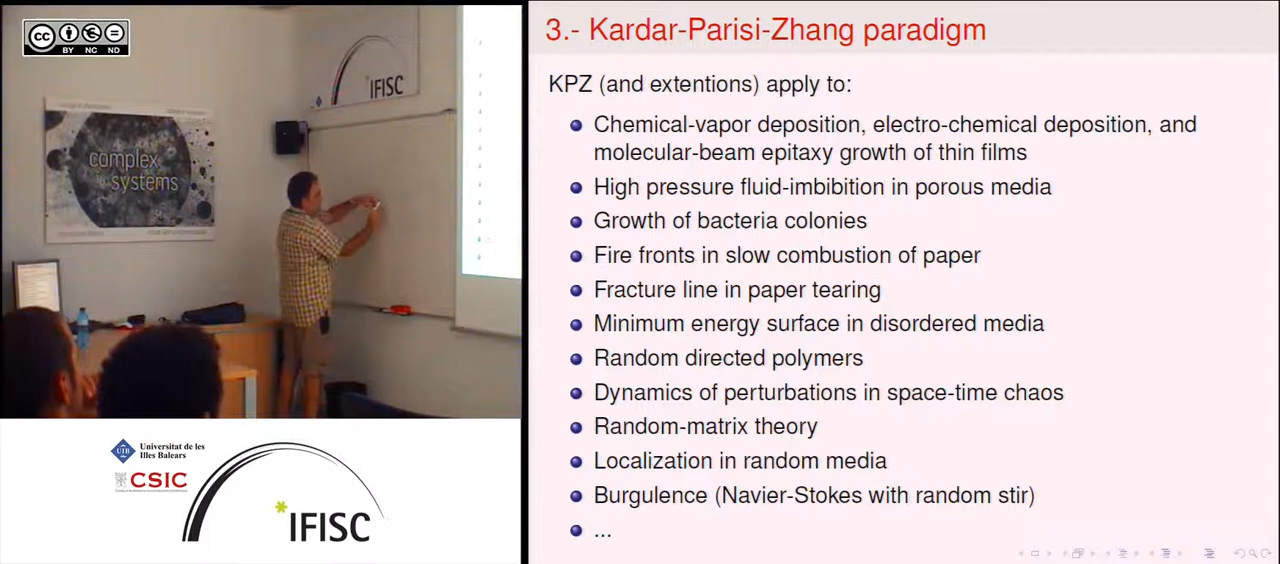 cc
BY NC ND
IFISC
complex
systems
Universitat de les
Illes Balears
UIB
CSIC
IFISC
3.- Kardar-Parisi-Zhang paradigm
KPZ (and extentions) apply to:
Chemical-vapor deposition, electro-chemical deposition, and
molecular-beam epitaxy growth of thin films
High pressure fluid-imbibition in porous media
Growth of bacteria colonies
Fire fronts in slow combustion of paper
Fracture line in paper tearing
Minimum energy surface in disordered media
Random directed polymers
Dynamics of perturbations in space-time chaos
Random-matrix theory
Localization in random media
Burgulence (Navier-Stokes with random stir)
...